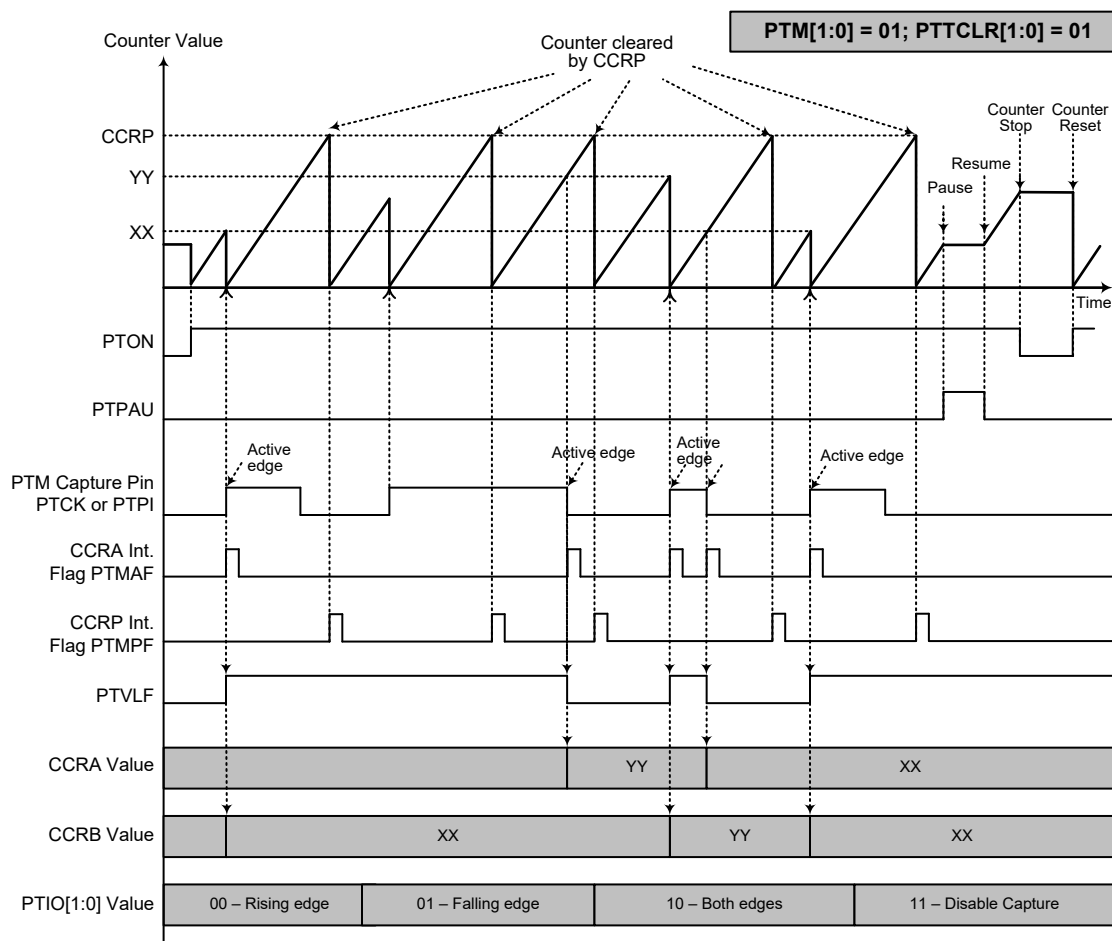 PTM[1:0] = 01; PTTCLR[1:0] = 01
Counter Value
Counter cleared
by CCRP
Counter
Stop
Counter
Reset
CCRP
YY
XX
Pause
Resume
Time
PTON
PTPAU
Active
edge
Active edge
Active
edge
Active edge
PTM Capture Pin
PTCK or PTPI
CCRA Int.
Flag PTMAF
CCRP Int.
Flag PTMPF
PTVLF
CCRA Value
YY
XX
CCRB Value
XX
YY
XX
PTIO[1:0] Value
00 – Rising edge
01 – Falling edge
10 – Both edges
11 – Disable Capture